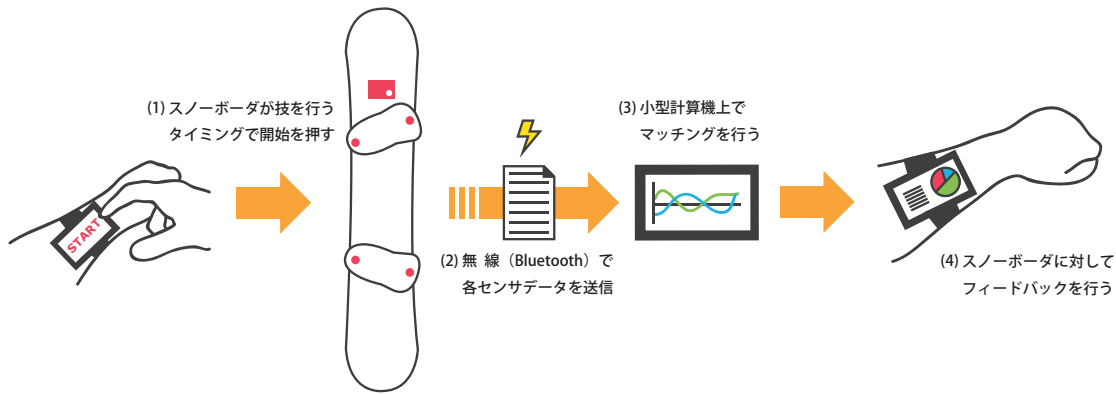 (1) スノーボーダが技を行う
タイミングで開始を押す
START
(2) 無 線（Bluetooth）で
各センサデータを送信
(3) 小型計算機上で
マッチングを行う
(4) スノーボーダに対して
フィードバックを行う